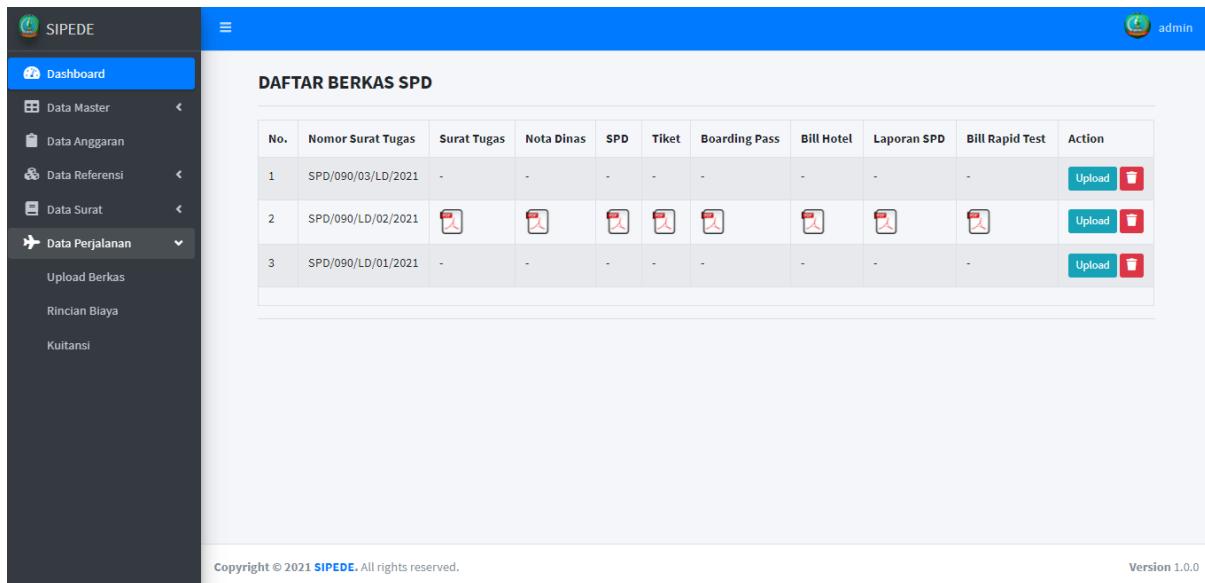 SIPEDE
admin
Dashboard
Data Master
Data Anggaran
Data Referensi
Data Surat
Data Perjalanan
Upload Berkas
Rincian Biaya
Kuitansi
DAFTAR BERKAS SPD
No. Nomor Surat Tugas Surat Tugas Nota Dinas SPD Tiket Boarding Pass Bill Hotel Laporan SPD Bill Rapid Test Action
1 SPD/090/03/LD/2021 - - - - - - - - Upload
2 SPD/090/LD/02/2021 Upload
3 SPD/090/LD/01/2021 - - - - - - - - Upload
Copyright © 2021 SIPEDE. All rights reserved. Version 1.0.0